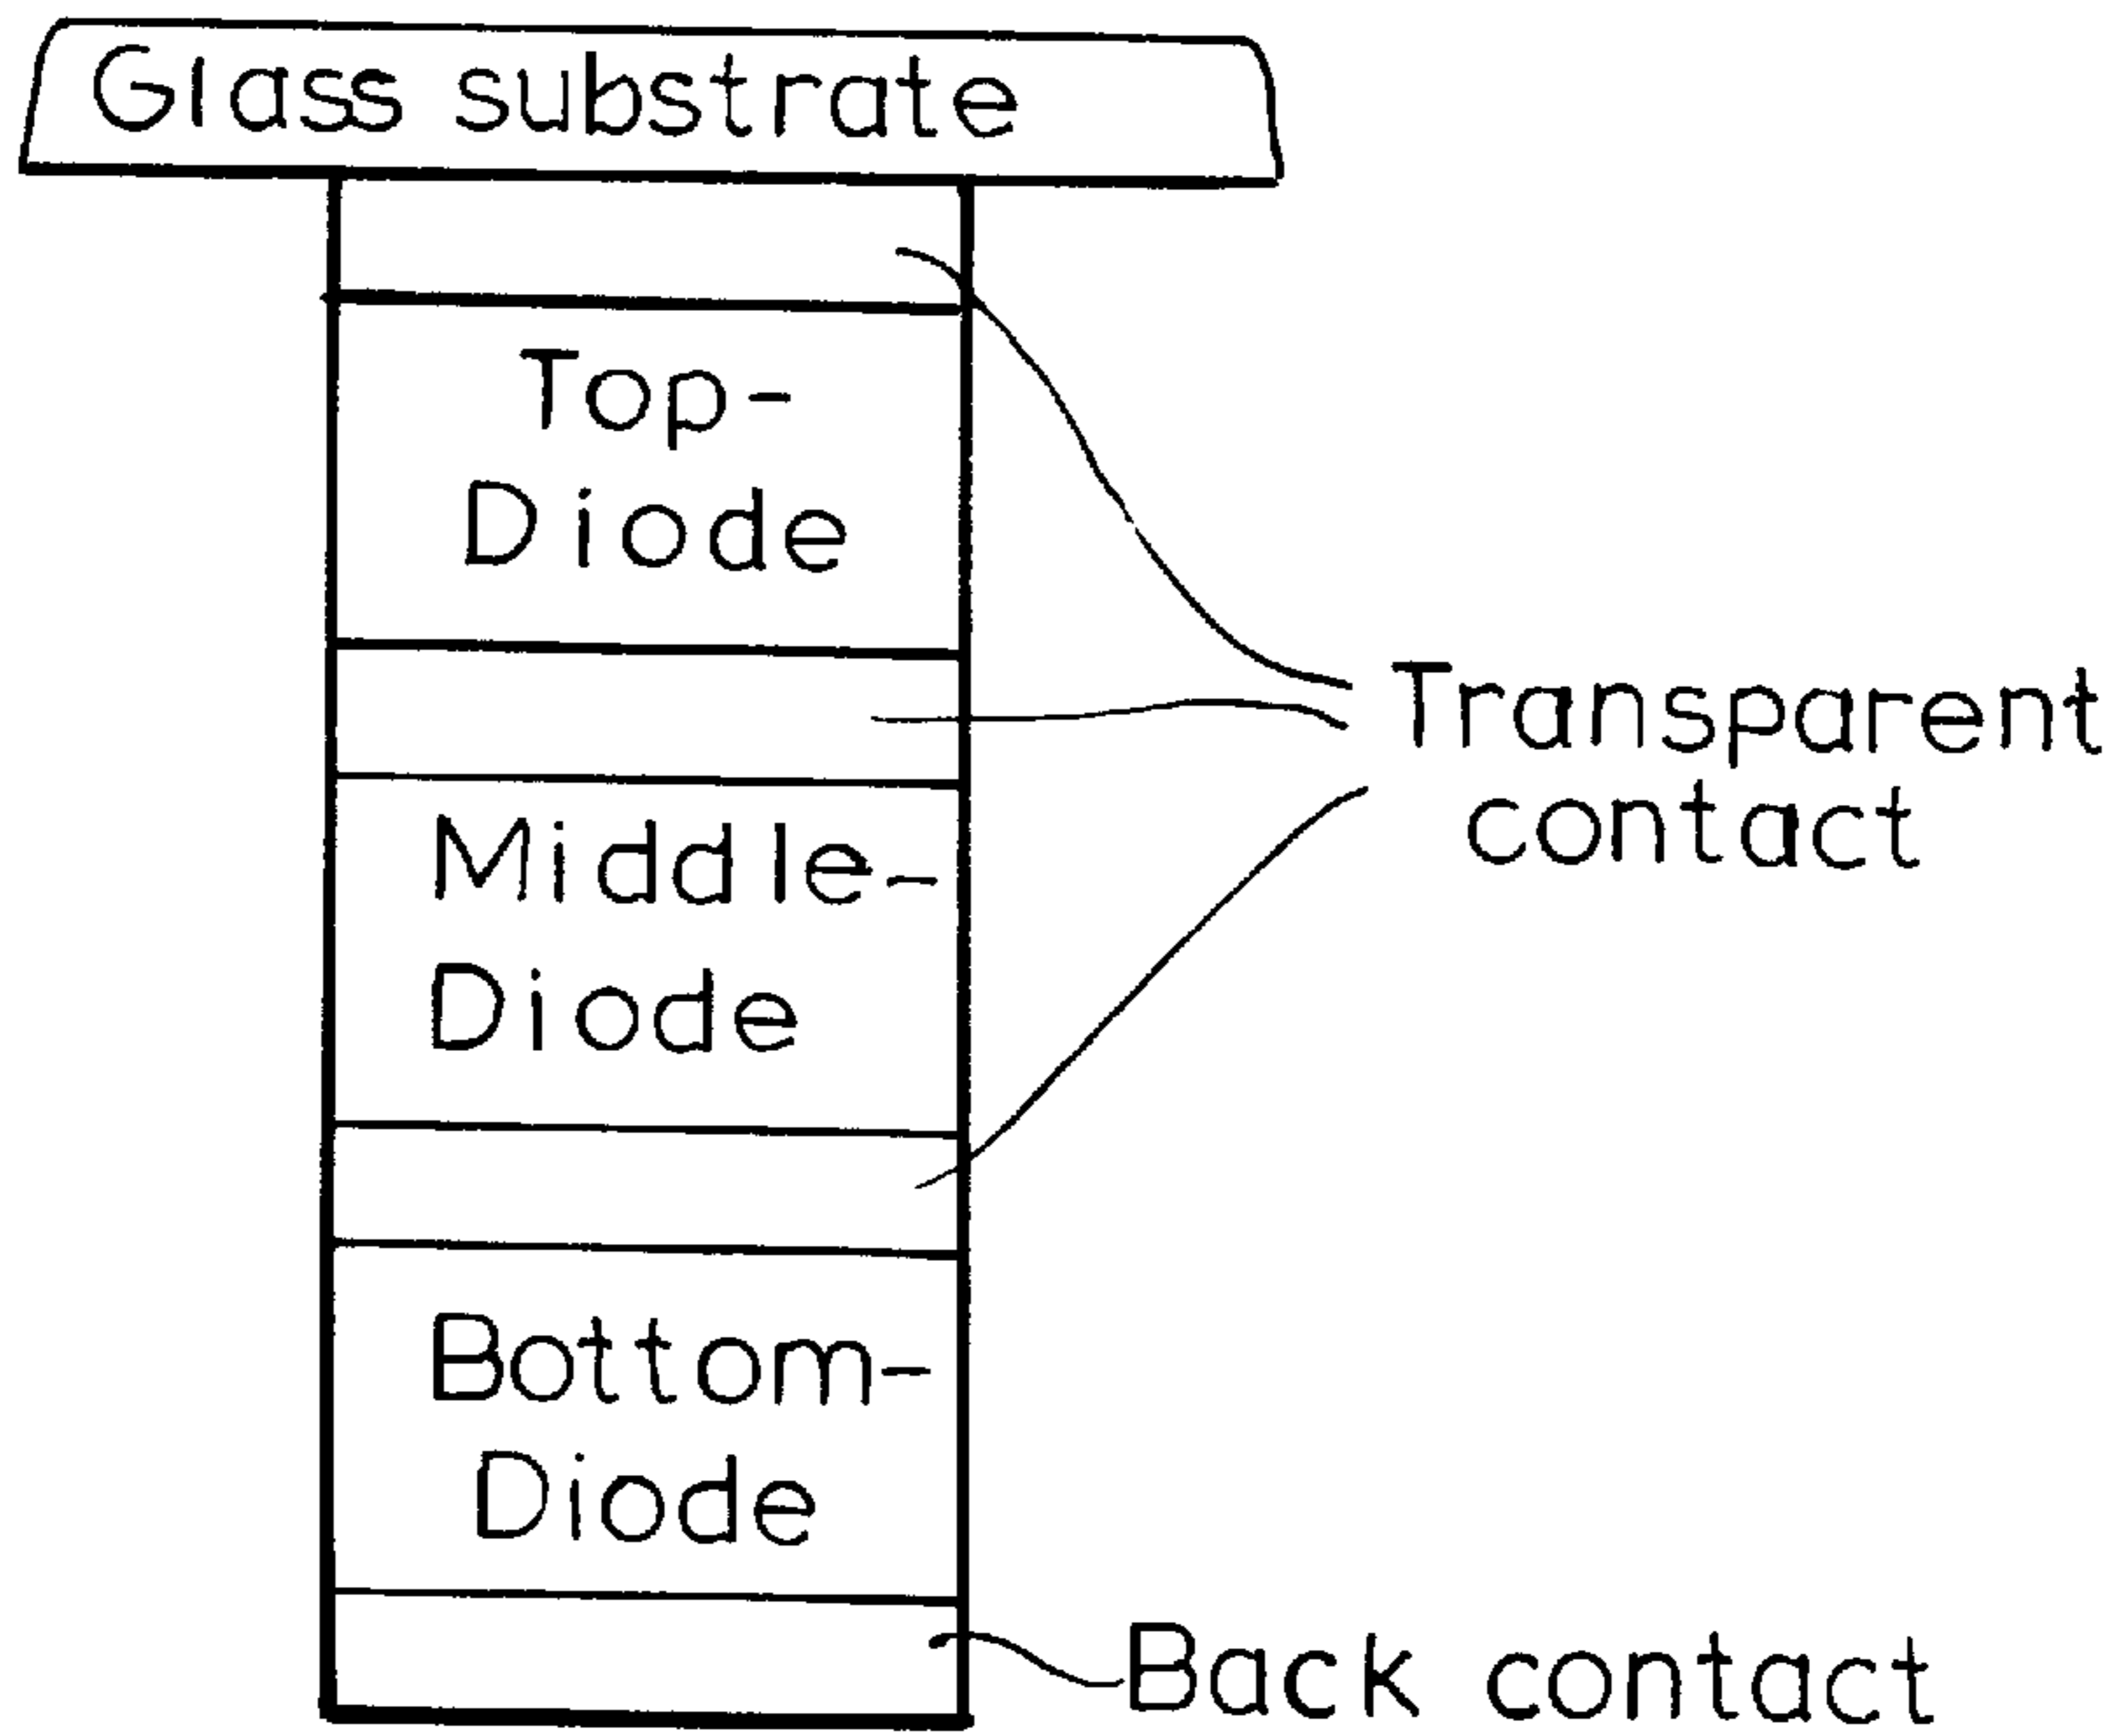 Glass substrate
Top-
Diode
Transparent
contact
Middle-
Diode
Bottom-
Diode
Back contact